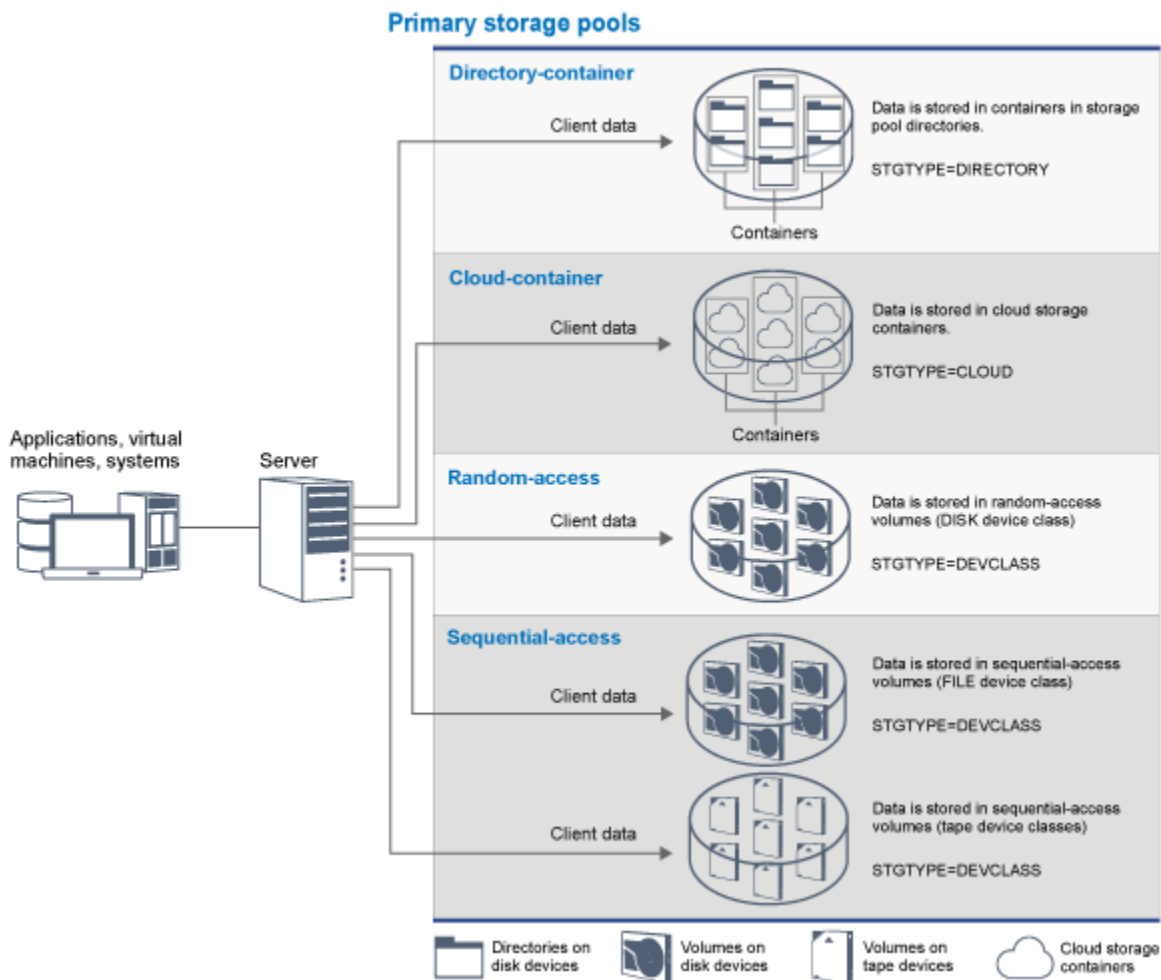 Primary storage pools
Directory-container
Client data
Data is stored in containers in storage
pool directories.
STGTYPE=DIRECTORY
Containers
Cloud-container
Client data
Data is stored in cloud storage
containers.
STGTYPE=CLOUD
Containers
Applications, virtual
machines, systems
Server
Random-access
Client data
Data is stored in random-access
volumes (DISK device class)
STGTYPE=DEVCLASS
Sequential-access
Client data
Data is stored in sequential-access
volumes (FILE device class)
STGTYPE=DEVCLASS
Client data
Data is stored in sequential-access
volumes (tape device classes)
STGTYPE=DEVCLASS
Directories on
disk devices
Volumes on
disk devices
Volumes on
tape devices
Cloud storage
containers